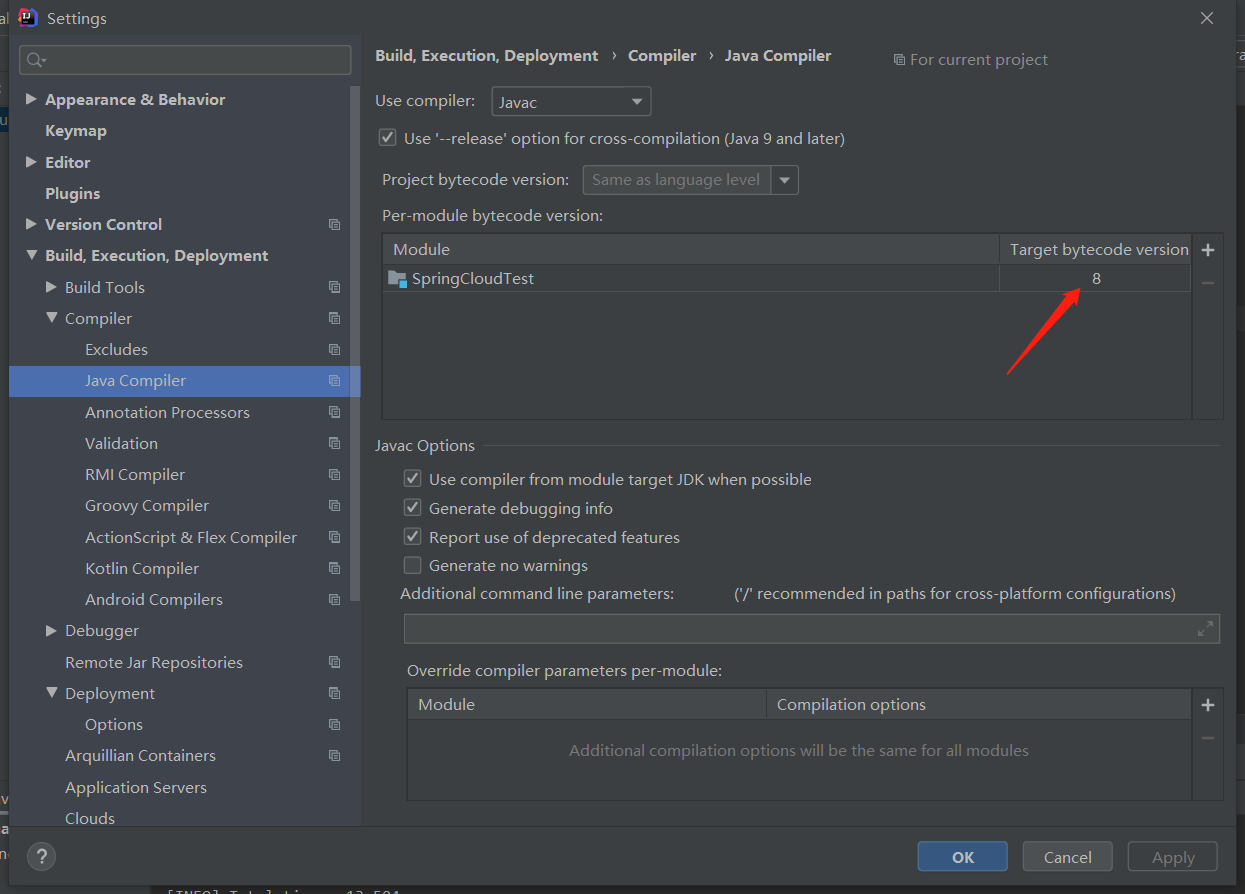 Settings
Appearance & Behavior
Keymap
Editor
Plugins
Version Control
Build, Execution, Deployment
Build Tools
Compiler
Excludes
Java Compiler
Annotation Processors
Validation
RMI Compiler
Groovy Compiler
ActionScript & Flex Compiler
Kotlin Compiler
Android Compilers
Debugger
Remote Jar Repositories
Deployment
Options
Arquillian Containers
Application Servers
Clouds
Build, Execution, Deployment › Compiler › Java Compiler For current project
Use compiler: Javac
Use '--release' option for cross-compilation (Java 9 and later)
Project bytecode version: Same as language level
Per-module bytecode version:
Module Target bytecode version
SpringCloudTest 8
Javac Options
Use compiler from module target JDK when possible
Generate debugging info
Report use of deprecated features
Generate no warnings
Additional command line parameters: ('/' recommended in paths for cross-platform configurations)
Override compiler parameters per-module:
Module Compilation options
Additional compilation options will be the same for all modules
? OK Cancel Apply